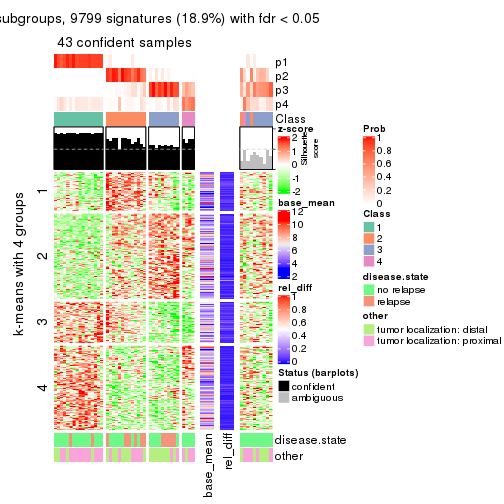 subgroups, 9799 signatures (18.9%) with fdr < 0.05
43 confident samples
p1
p2
p3
p4
Class
Silhouette
score
1
2
3
4
k-means with 4 groups
disease.state
other
base_mean
rel_diff
z-score
2
1
0
-1
-2
base_mean
12
10
8
6
4
2
rel_diff
1
0.8
0.6
0.4
0.2
0
Status (barplots)
confident
ambiguous
Prob
1
0.8
0.6
0.4
0.2
0
Class
1
2
3
4
disease.state
no relapse
relapse
other
tumor localization: distal
tumor localization: proximal